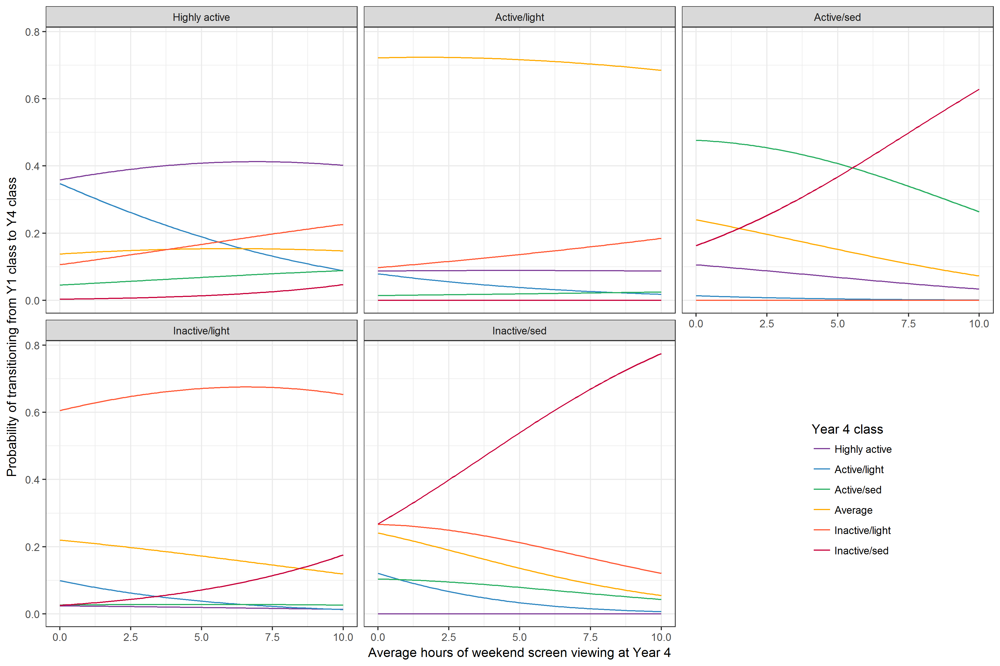 Highly active
Active/light
Active/sed
0.8
0.6
0.4
0.2
0.0
0.0 2.5 5.0 7.5 10.0
Inactive/light
Inactive/sed
0.8
0.6
0.4
0.2
0.0
0.0 2.5 5.0 7.5 10.0
0.0 2.5 5.0 7.5 10.0
Probability of transitioning from Y1 class to Y4 class
Average hours of weekend screen viewing at Year 4
Year 4 class
Highly active
Active/light
Active/sed
Average
Inactive/light
Inactive/sed